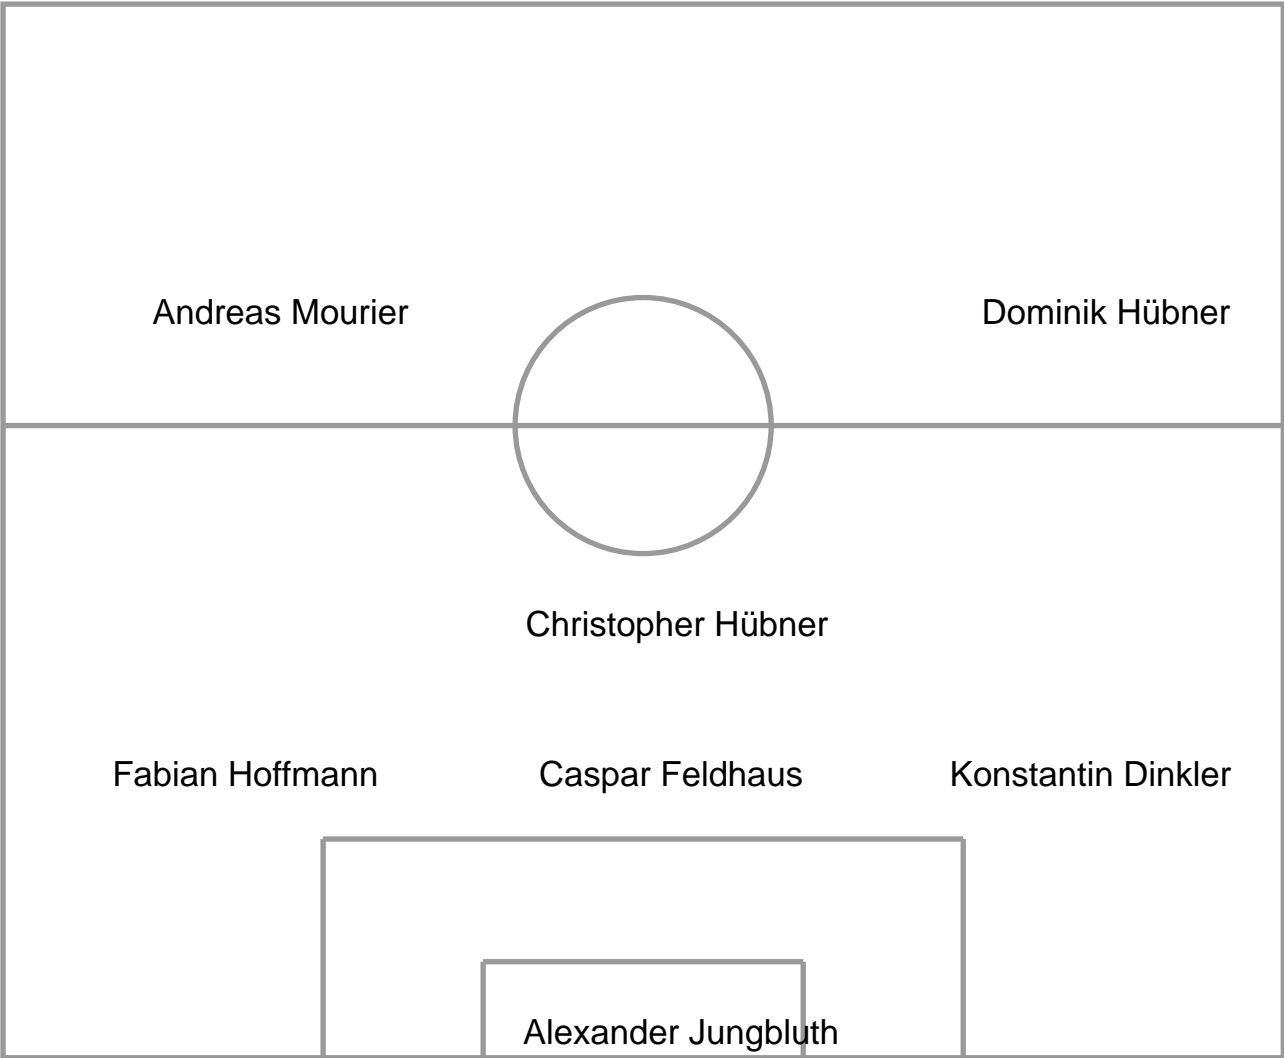 Andreas Mourier
Dominik Hübner
Christopher Hübner
Fabian Hoffmann
Caspar Feldhaus
Konstantin Dinkler
Alexander Jungbluth